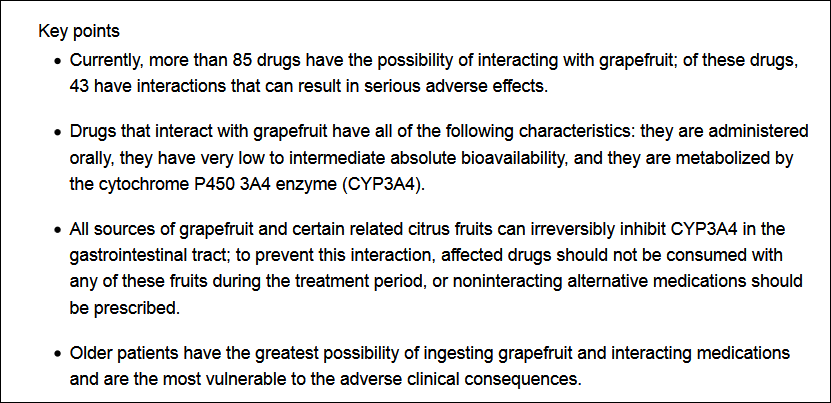 Key points
• Currently, more than 85 drugs have the possibility of interacting with grapefruit; of these drugs,
43 have interactions that can result in serious adverse effects.
• Drugs that interact with grapefruit have all of the following characteristics: they are administered
orally, they have very low to intermediate absolute bioavailability, and they are metabolized by
the cytochrome P450 3A4 enzyme (CYP3A4).
• All sources of grapefruit and certain related citrus fruits can irreversibly inhibit CYP3A4 in the
gastrointestinal tract; to prevent this interaction, affected drugs should not be consumed with
any of these fruits during the treatment period, or noninteracting alternative medications should
be prescribed.
• Older patients have the greatest possibility of ingesting grapefruit and interacting medications
and are the most vulnerable to the adverse clinical consequences.